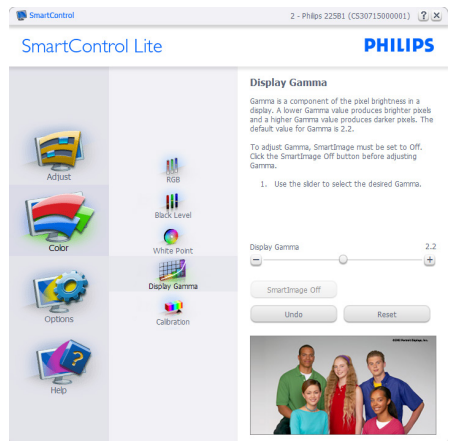 SmartControl
2 - Philips 225B1 (CS30715000001)
?
X
SmartControl Lite
PHILIPS
Adjust
Color
Options
Help
RGB
Black Level
White Point
Display Gamma
Calibration
Display Gamma
Gamma is a component of the pixel brightness in a
display. A lower Gamma value produces brighter pixels
and a higher Gamma value produces darker pixels. The
default value for Gamma is 2.2.
To adjust Gamma, SmartImage must be set to Off.
Click the SmartImage Off button before adjusting
Gamma.
1. Use the slider to select the desired Gamma.
Display Gamma
2.2
SmartImage Off
Undo
Reset